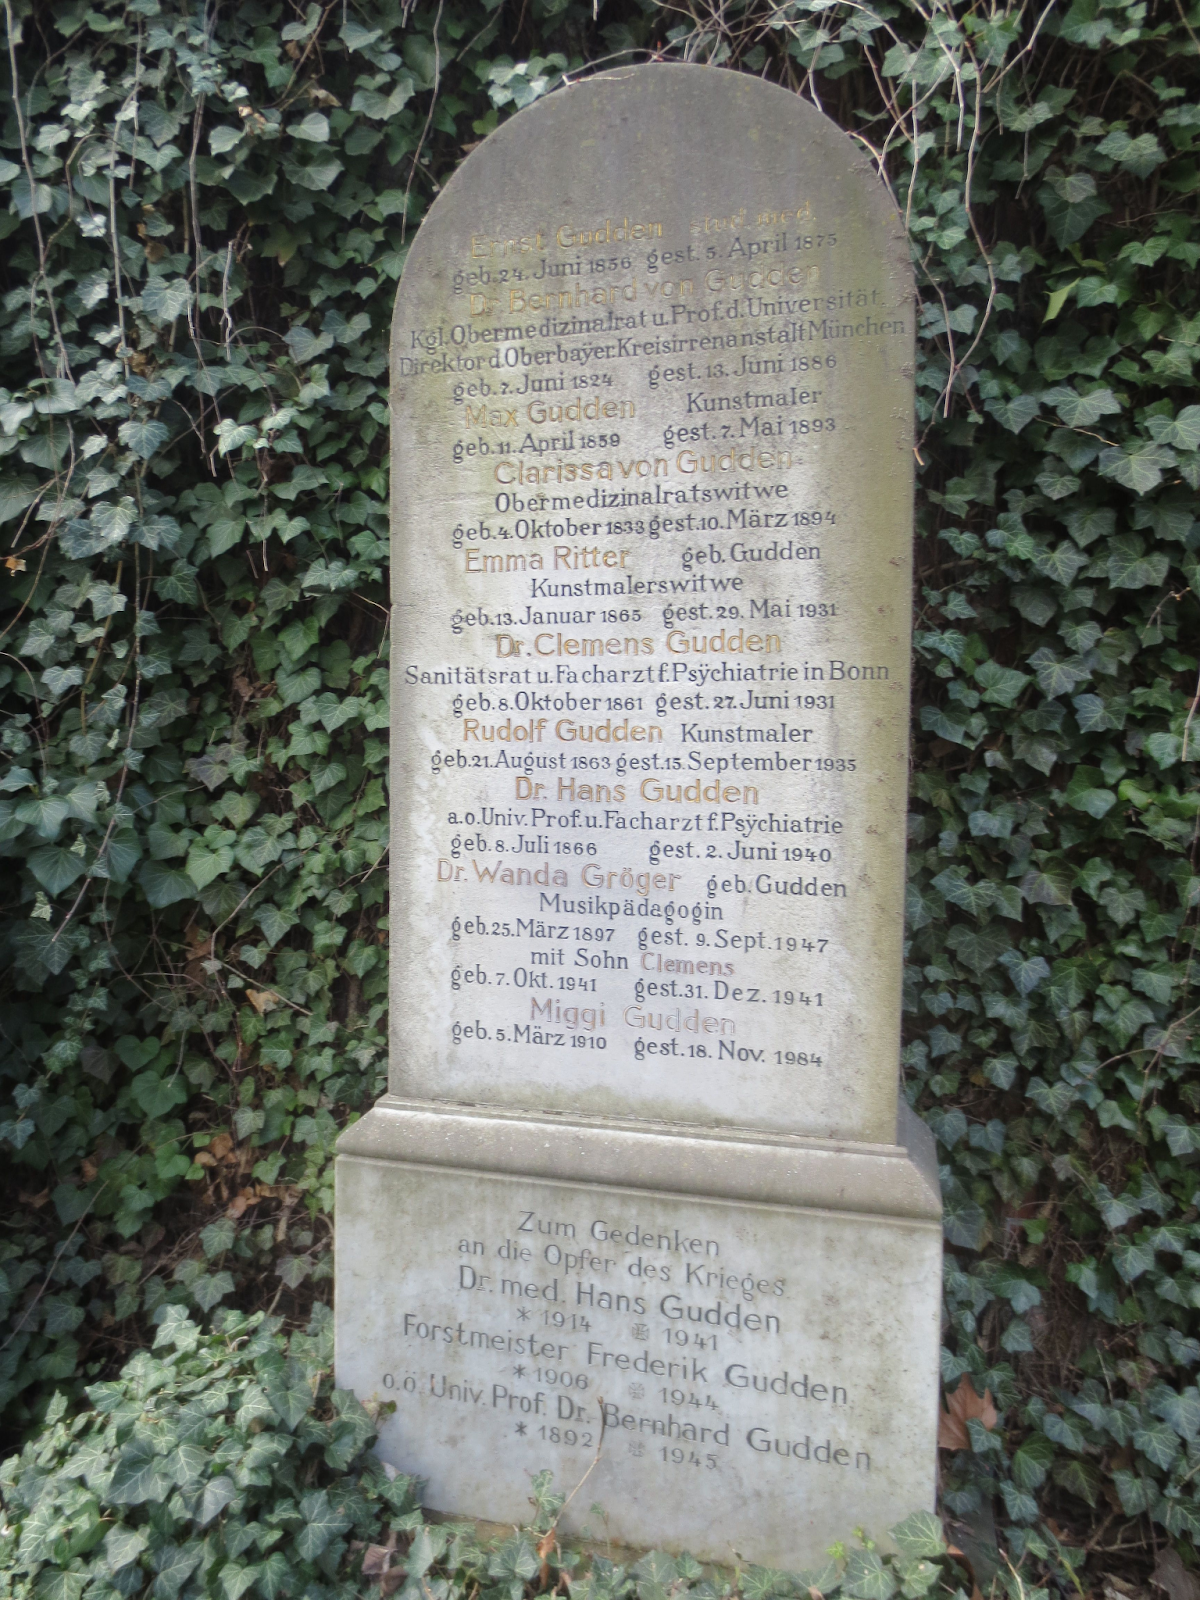 Ernst Gudden stud. med.
geb. 24. Juni 1856 gest. 5. April 1875
Dr. Bernhard von Gudden
Kgl. Obermedizinalrat u. Prof. d. Universität.
Direktor d. Oberbaÿer. Kreisirrenanstalt München
geb. 7. Juni 1824 gest. 13. Juni 1886
Max Gudden Kunstmaler
geb. 11. April 1859 gest. 7. Mai 1893
Clarissa von Gudden
Obermedizinalratswitwe
geb. 4. Oktober 1833 gest. 10. März 1894
Emma Ritter geb. Gudden
Kunstmalerswitwe
geb. 13. Januar 1865 gest. 29. Mai 1931
Dr. Clemens Gudden
Sanitätsrat u. Facharzt f. Psÿchiatrie in Bonn
geb. 8. Oktober 1861 gest. 27. Juni 1931
Rudolf Gudden Kunstmaler
geb. 21. August 1863 gest. 15. September 1935
Dr. Hans Gudden
a.o. Univ. Prof. u. Facharzt f. Psÿchiatrie
geb. 8. Juli 1866 gest. 2. Juni 1940
Dr. Wanda Gröger geb. Gudden
Musikpädagogin
geb. 25. März 1897 gest. 9. Sept. 1947
mit Sohn Clemens
geb. 7. Okt. 1941 gest. 31. Dez. 1941
Miggi Gudden
geb. 5. März 1910 gest. 18. Nov. 1984
Zum Gedenken
an die Opfer des Krieges
Dr. med. Hans Gudden
* 1914 ✠ 1941
Forstmeister Frederik Gudden
* 1906 ✠ 1944
o.ö. Univ. Prof. Dr. Bernhard Gudden
* 1892 ✠ 1945